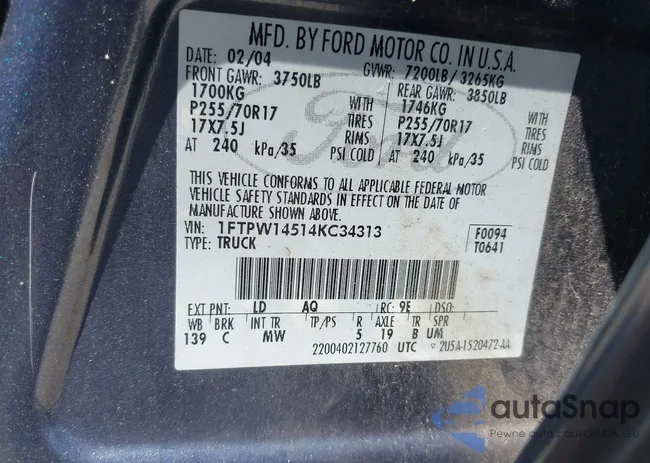 MFD. BY FORD MOTOR CO. IN U.S.A.
DATE: 02/04 GVWR: 7200LB/ 3265KG
FRONT GAWR: 3750LB REAR GAWR: 3850LB
1700KG WITH 1746KG WITH
P255/70R17 TIRES P255/70R17 TIRES
17X7.5J RIMS 17X7.5J RIMS
AT 240 kPa/35 PSI COLD AT 240 kPa/35 PSI COLD
THIS VEHICLE CONFORMS TO ALL APPLICABLE FEDERAL MOTOR
VEHICLE SAFETY STANDARDS IN EFFECT ON THE DATE OF
MANUFACTURE SHOWN ABOVE.
VIN: 1FTPW14514KC34313 F0094
TYPE: TRUCK T0641
EXT PNT: LD AQ RC: 9E DSO:
WB BRK INT TR TP/PS R AXLE TR SPR
139 C MW 5 19 B UM
2200402127760 UTC 2U5A-1520472-AA
Ford
autoSnap